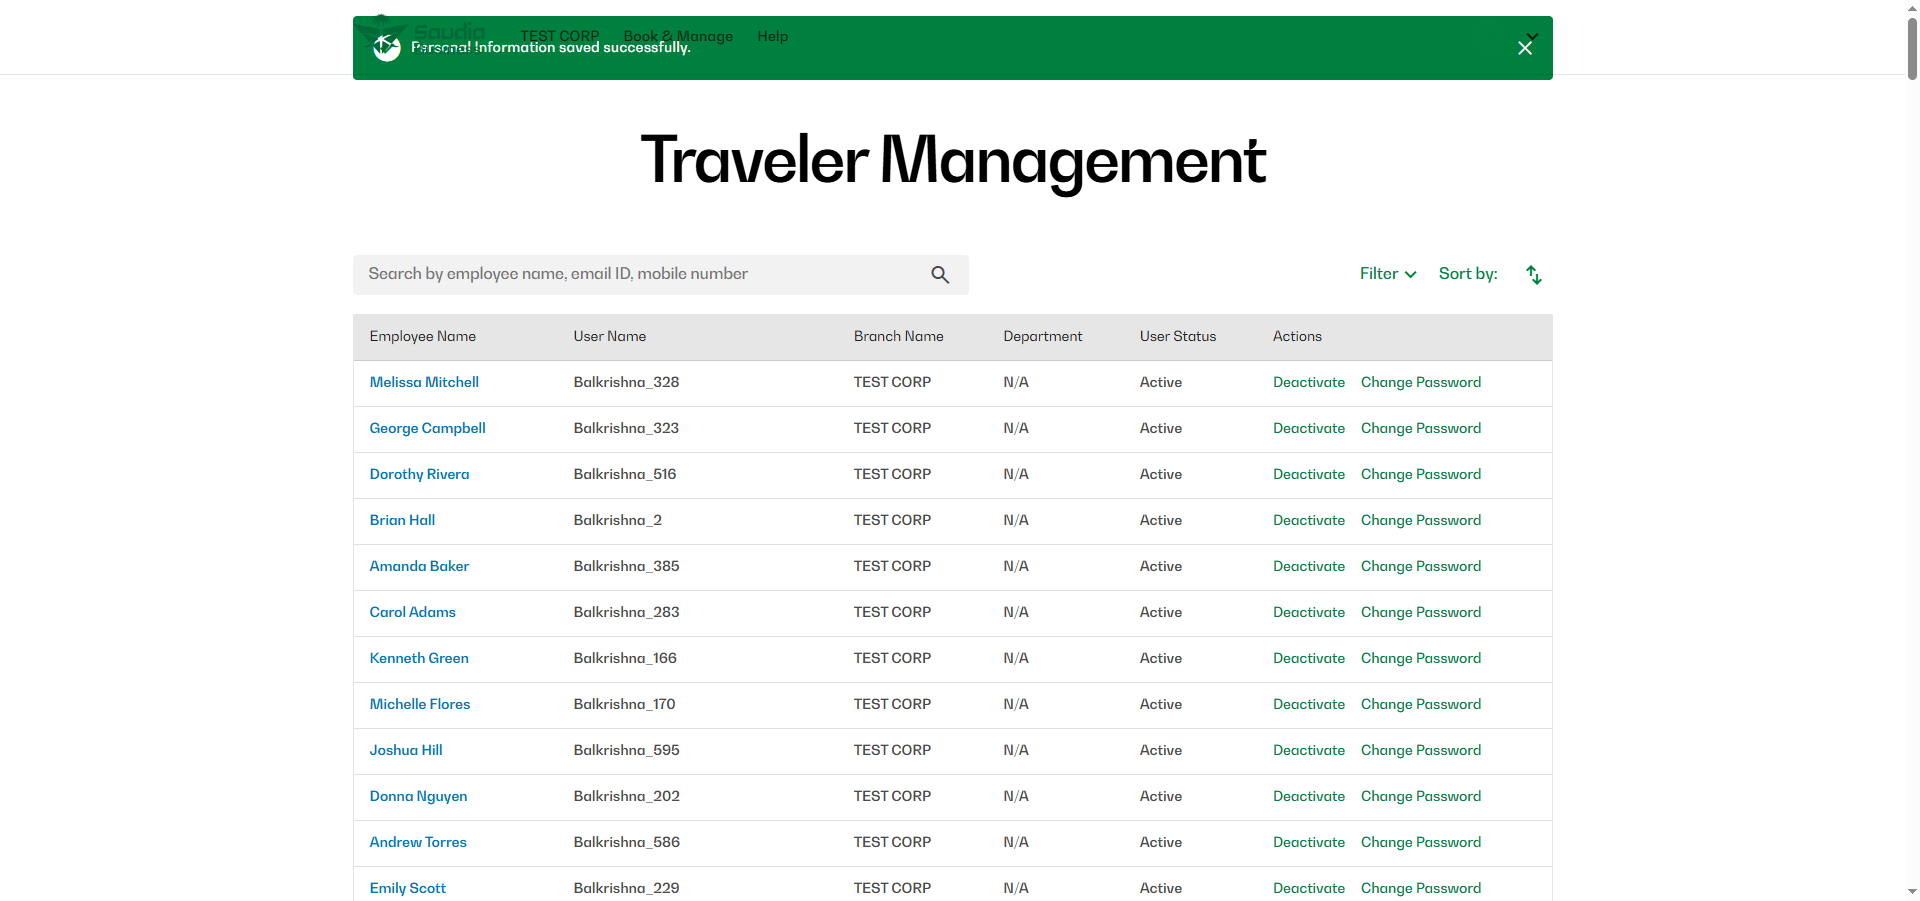 Saudia
TEST CORP Book & Manage Help
Personal Information saved successfully.
Traveler Management
Search by employee name, email ID, mobile number
Filter Sort by:
Employee Name User Name Branch Name Department User Status Actions
Melissa Mitchell Balkrishna_328 TEST CORP N/A Active Deactivate Change Password
George Campbell Balkrishna_323 TEST CORP N/A Active Deactivate Change Password
Dorothy Rivera Balkrishna_516 TEST CORP N/A Active Deactivate Change Password
Brian Hall Balkrishna_2 TEST CORP N/A Active Deactivate Change Password
Amanda Baker Balkrishna_385 TEST CORP N/A Active Deactivate Change Password
Carol Adams Balkrishna_283 TEST CORP N/A Active Deactivate Change Password
Kenneth Green Balkrishna_166 TEST CORP N/A Active Deactivate Change Password
Michelle Flores Balkrishna_170 TEST CORP N/A Active Deactivate Change Password
Joshua Hill Balkrishna_595 TEST CORP N/A Active Deactivate Change Password
Donna Nguyen Balkrishna_202 TEST CORP N/A Active Deactivate Change Password
Andrew Torres Balkrishna_586 TEST CORP N/A Active Deactivate Change Password
Emily Scott Balkrishna_229 TEST CORP N/A Active Deactivate Change Password